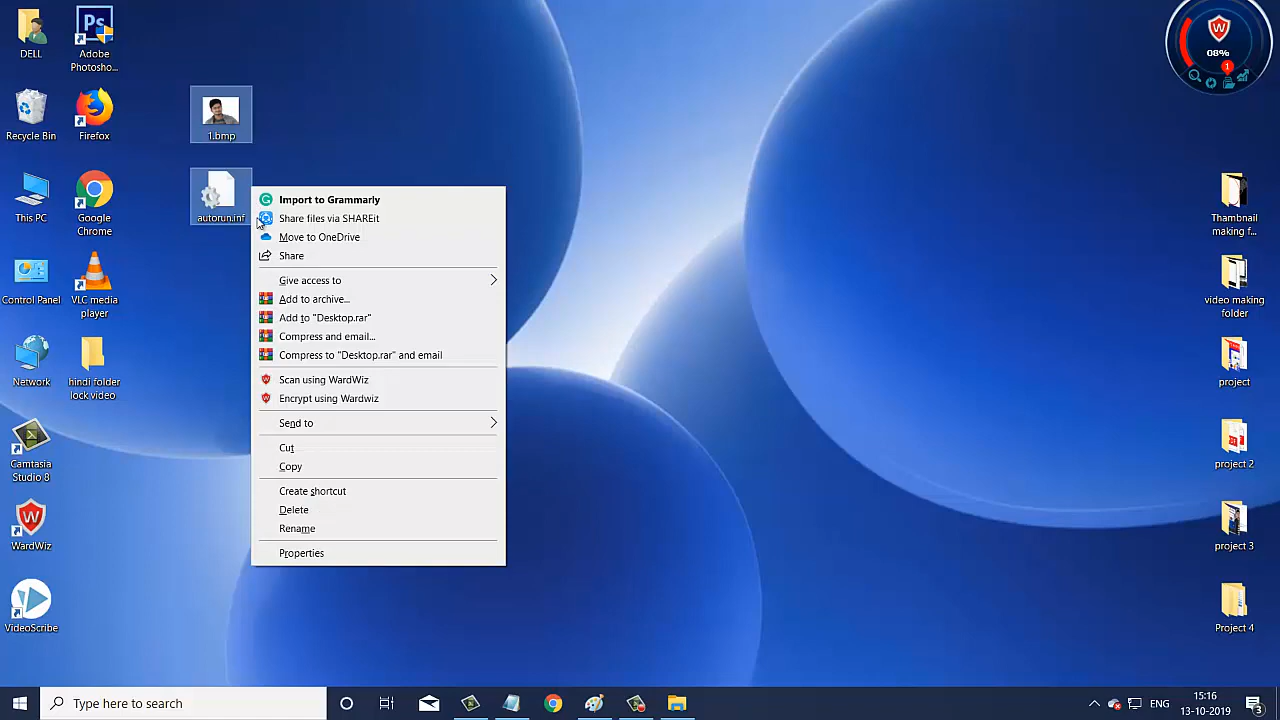 DELL
Adobe
Photosho...
Recycle Bin
Firefox
This PC
Google
Chrome
Control Panel
VLC media
player
Network
hindi folder
lock video
Camtasia
Studio 8
WardWiz
VideoScribe
Ps
1.bmp
autorun.inf
Import to Grammarly
Share files via SHAREit
Move to OneDrive
Share
Give access to
Add to archive...
Add to "Desktop.rar"
Compress and email...
Compress to "Desktop.rar" and email
Scan using WardWiz
Encrypt using Wardwiz
Send to
Cut
Copy
Create shortcut
Delete
Rename
Properties
W
08%
1
Thumbnail
making f...
video making
folder
project
project 2
project 3
Project 4
Type here to search
ENG
15:16
13-10-2019
3